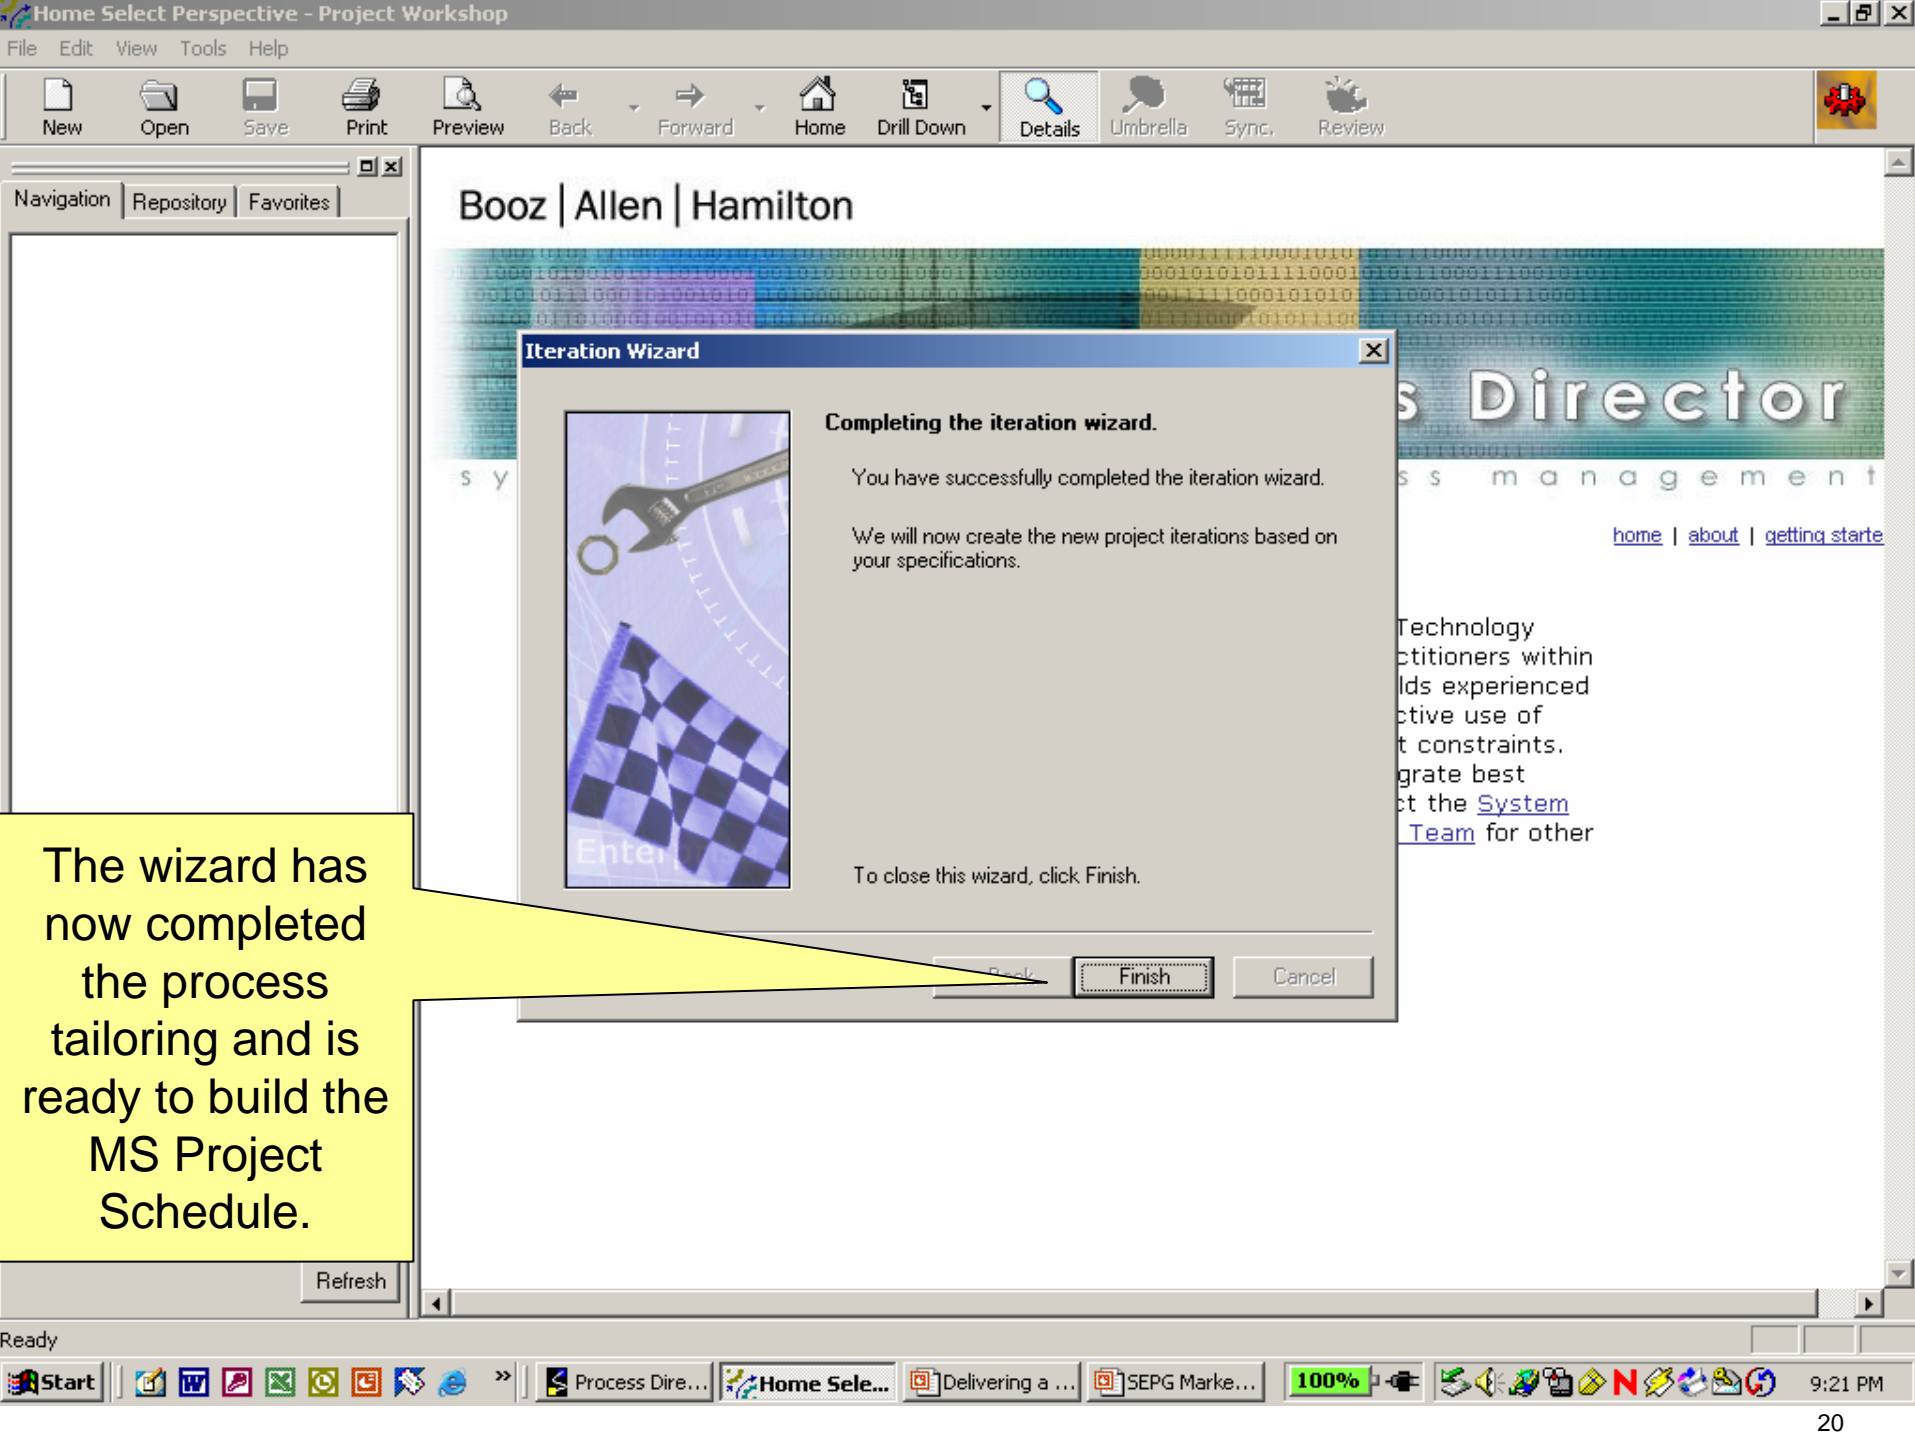 Home Select Perspective - Project Workshop
File Edit View Tools Help
New Open Save Print Preview Back Forward Home Drill Down Details Umbrella Sync. Review
Navigation Repository Favorites
Booz | Allen | Hamilton
s Director
s y
s s management
home | about | getting starte
Iteration Wizard
Completing the iteration wizard.
You have successfully completed the iteration wizard.
We will now create the new project iterations based on
your specifications.
To close this wizard, click Finish.
Back Finish Cancel
Technology
ctitioners within
lds experienced
ctive use of
t constraints.
grate best
ct the System
Team for other
The wizard has
now completed
the process
tailoring and is
ready to build the
MS Project
Schedule.
Refresh
Ready
Start Process Dire... Home Sele... Delivering a ... SEPG Marke... 100% 9:21 PM
20